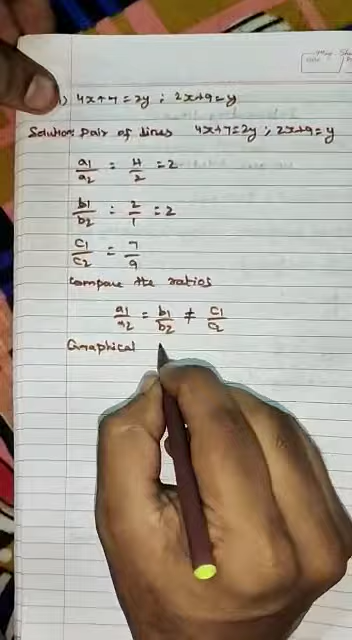 1) 4x+7=2y ; 2x+9=y
Solution: Pair of lines 4x+7=2y ; 2x+9=y
a1/a2 = 4/2 = 2
b1/b2 = 2/1 = 2
c1/c2 = 7/9
Compare the ratios
a1/a2 = b1/b2 ≠ c1/c2
Graphical